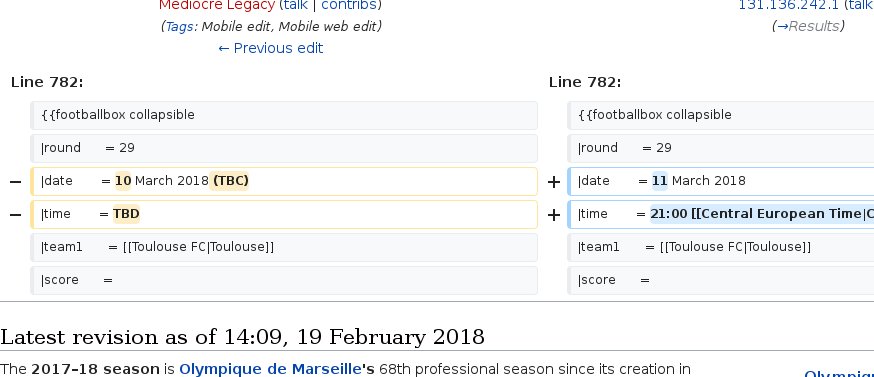 Mediocre Legacy (talk | contribs)
(Tags: Mobile edit, Mobile web edit)
← Previous edit
131.136.242.1 (talk
(→Results)
Line 782:
Line 782:
{{footballbox collapsible
{{footballbox collapsible
|round = 29
|round = 29
− |date = 10 March 2018 (TBC)
+ |date = 11 March 2018
− |time = TBD
+ |time = 21:00 [[Central European Time|C
|team1 = [[Toulouse FC|Toulouse]]
|team1 = [[Toulouse FC|Toulouse]]
|score =
|score =
Latest revision as of 14:09, 19 February 2018
The 2017–18 season is Olympique de Marseille's 68th professional season since its creation in